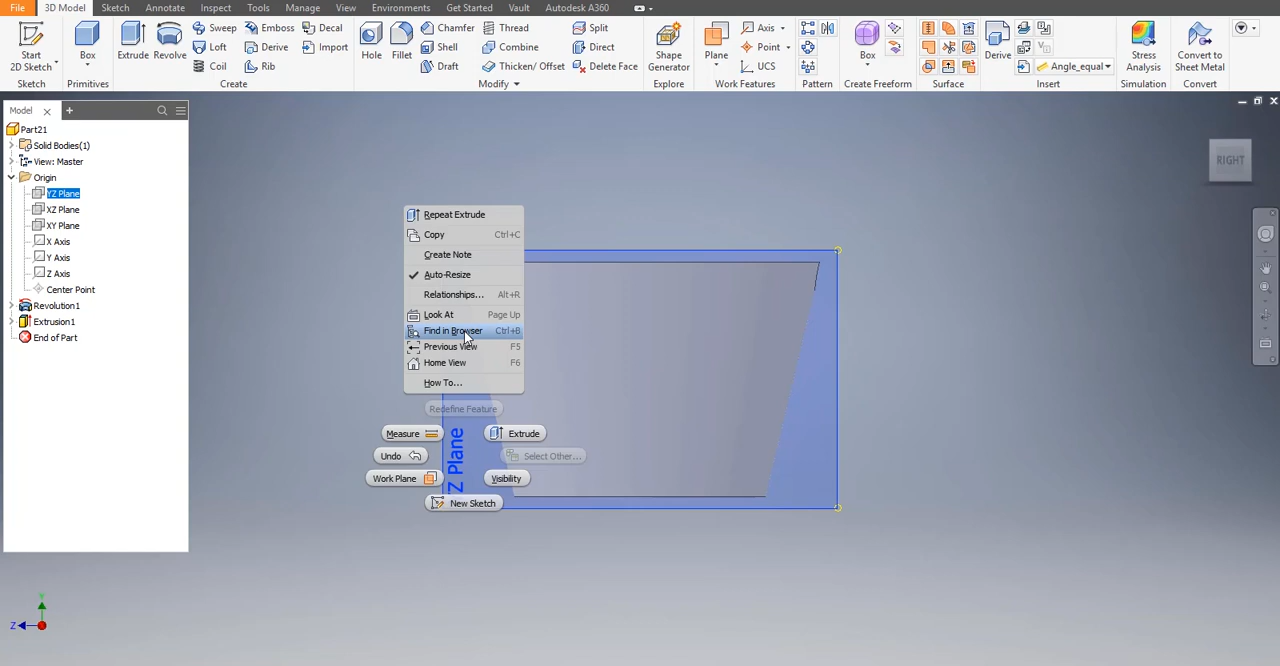 File 3D Model Sketch Annotate Inspect Tools Manage View Environments Get Started Vault Autodesk A360
Start
2D Sketch
Sketch
Box
Primitives
Extrude
Revolve
Sweep
Loft
Coil
Emboss
Derive
Rib
Decal
Import
Create
Hole
Fillet
Chamfer
Shell
Draft
Thread
Combine
Thicken/ Offset
Split
Direct
Delete Face
Modify
Shape
Generator
Explore
Plane
Axis
Point
UCS
Work Features
Pattern
Box
Create Freeform
Surface
Derive
Angle_equal
Insert
Stress
Analysis
Simulation
Convert to
Sheet Metal
Convert
Model
Part21
Solid Bodies(1)
View: Master
Origin
YZ Plane
XZ Plane
XY Plane
X Axis
Y Axis
Z Axis
Center Point
Revolution1
Extrusion1
End of Part
Repeat Extrude
Copy Ctrl+C
Create Note
Auto-Resize
Relationships... Alt+R
Look At Page Up
Find in Browser Ctrl+B
Previous View F5
Home View F6
How To...
Redefine Feature
Measure
Extrude
Undo
Select Other...
Work Plane
Visibility
New Sketch
Z Plane
RIGHT
Y
Z